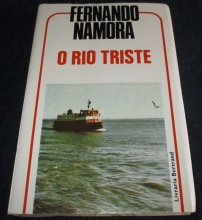 FERNANDO
NAMORA
O RIO TRISTE
Livraria Bertrand